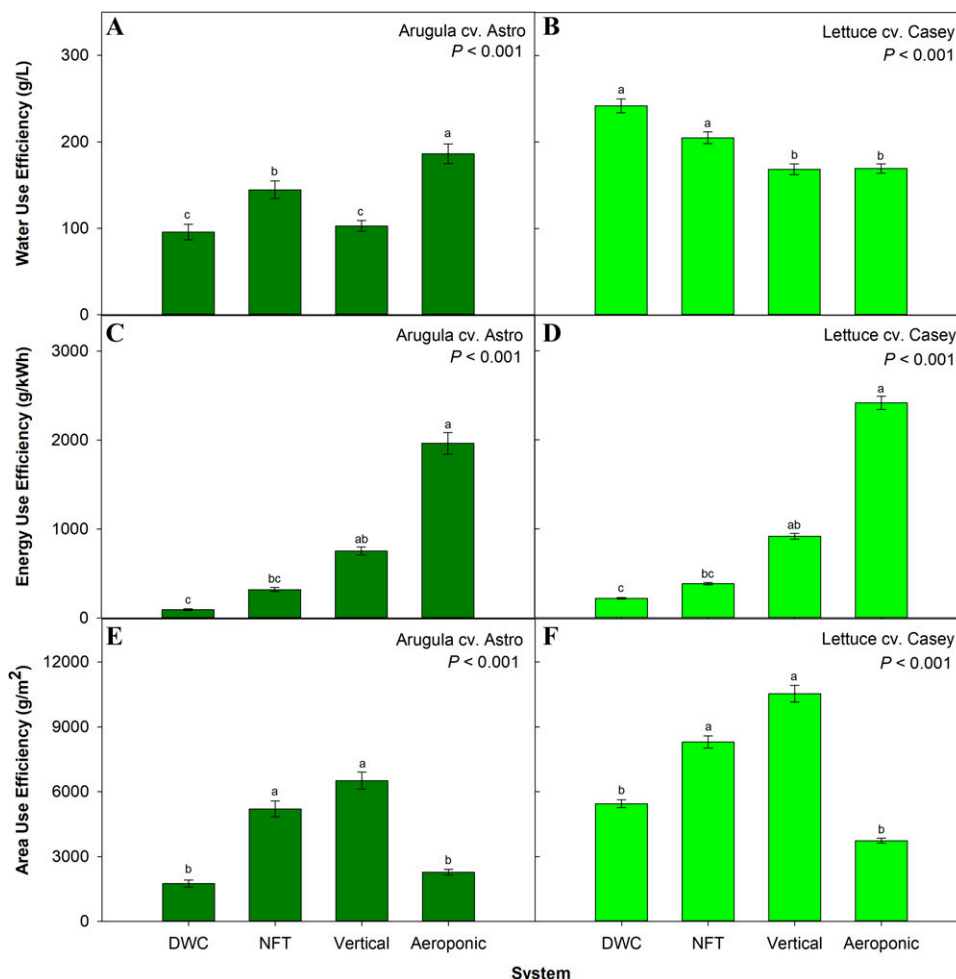 A
Arugula cv. Astro
P < 0.001
B
Lettuce cv. Casey
P < 0.001
Water Use Efficiency (g/L)
300
200
100
0
c
b
c
a
a
a
b
b
C
Arugula cv. Astro
P < 0.001
D
Lettuce cv. Casey
P < 0.001
Energy Use Efficiency (g/kWh)
3000
2000
1000
0
c
bc
ab
a
c
bc
ab
a
E
Arugula cv. Astro
P < 0.001
F
Lettuce cv. Casey
P < 0.001
Area Use Efficiency (g/m²)
12000
9000
6000
3000
0
b
a
a
b
b
a
a
b
DWC NFT Vertical Aeroponic
DWC NFT Vertical Aeroponic
System